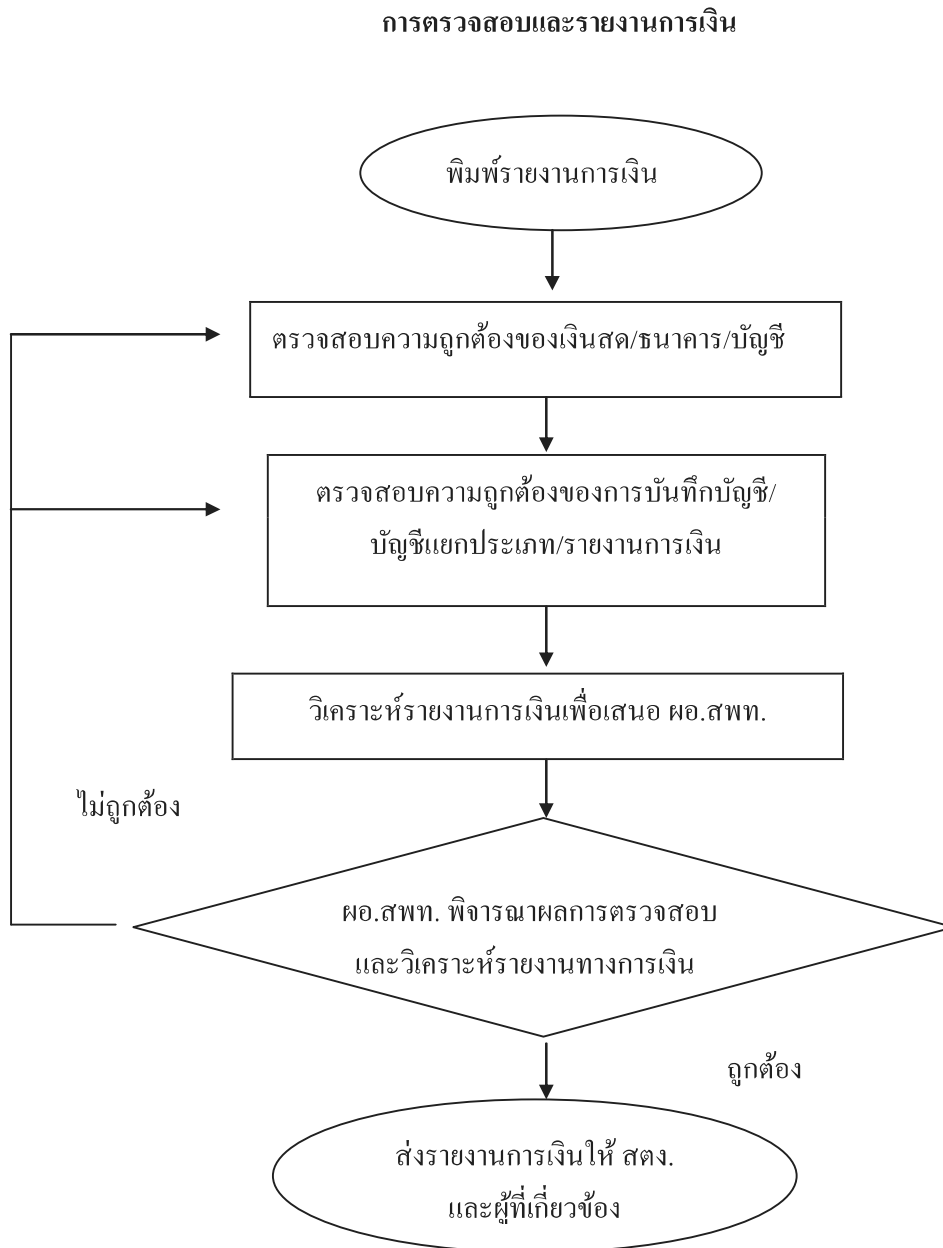 การตรวจสอบและรายงานการเงิน
พิมพ์รายงานการเงิน
ตรวจสอบความถูกต้องของเงินสด/ธนาคาร/บัญชี
ตรวจสอบความถูกต้องของการบันทึกบัญชี/
บัญชีแยกประเภท/รายงานการเงิน
วิเคราะห์รายงานการเงินเพื่อเสนอ ผอ.สพท.
ไม่ถูกต้อง
ผอ.สพท. พิจารณาผลการตรวจสอบ
และวิเคราะห์รายงานทางการเงิน
ถูกต้อง
ส่งรายงานการเงินให้ สตง.
และผู้ที่เกี่ยวข้อง